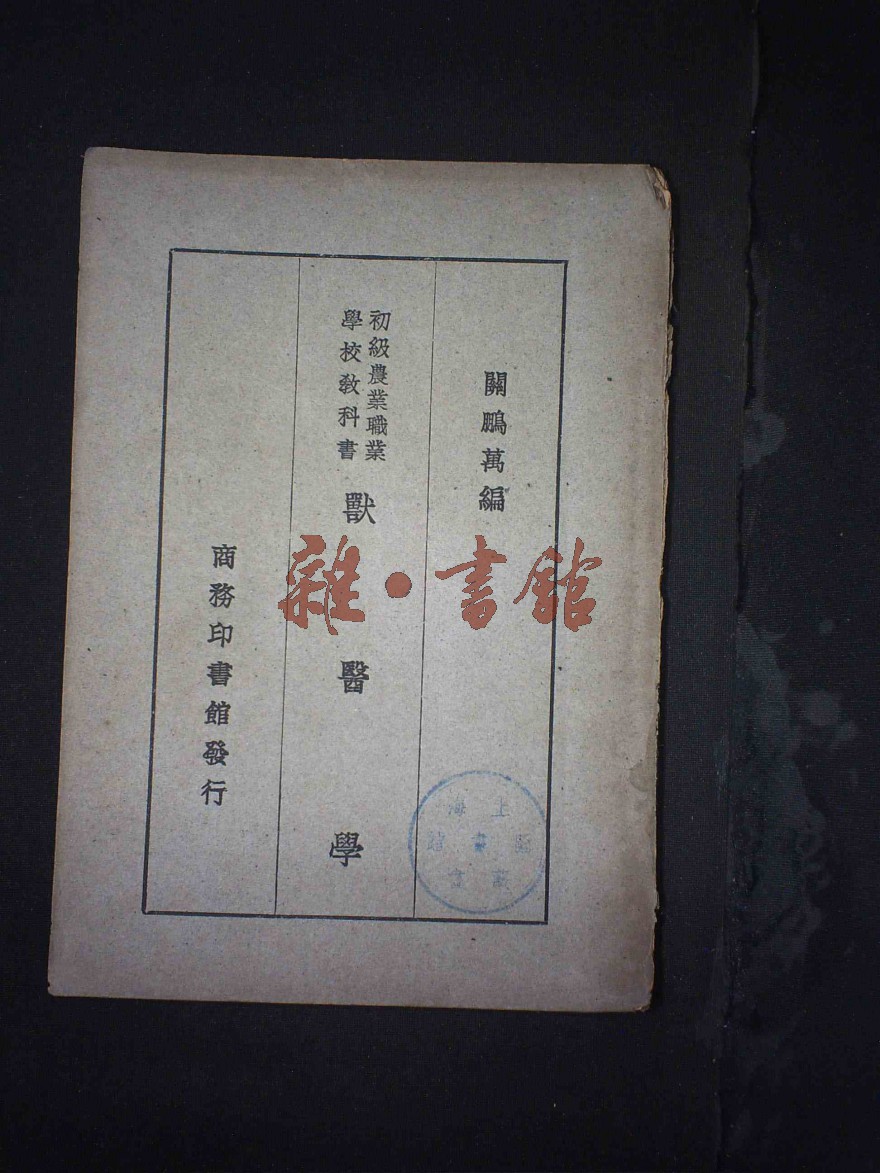 關鵬萬編
初級農業職業
學校教科書
獸醫學
商務印書館發行
雜·書館